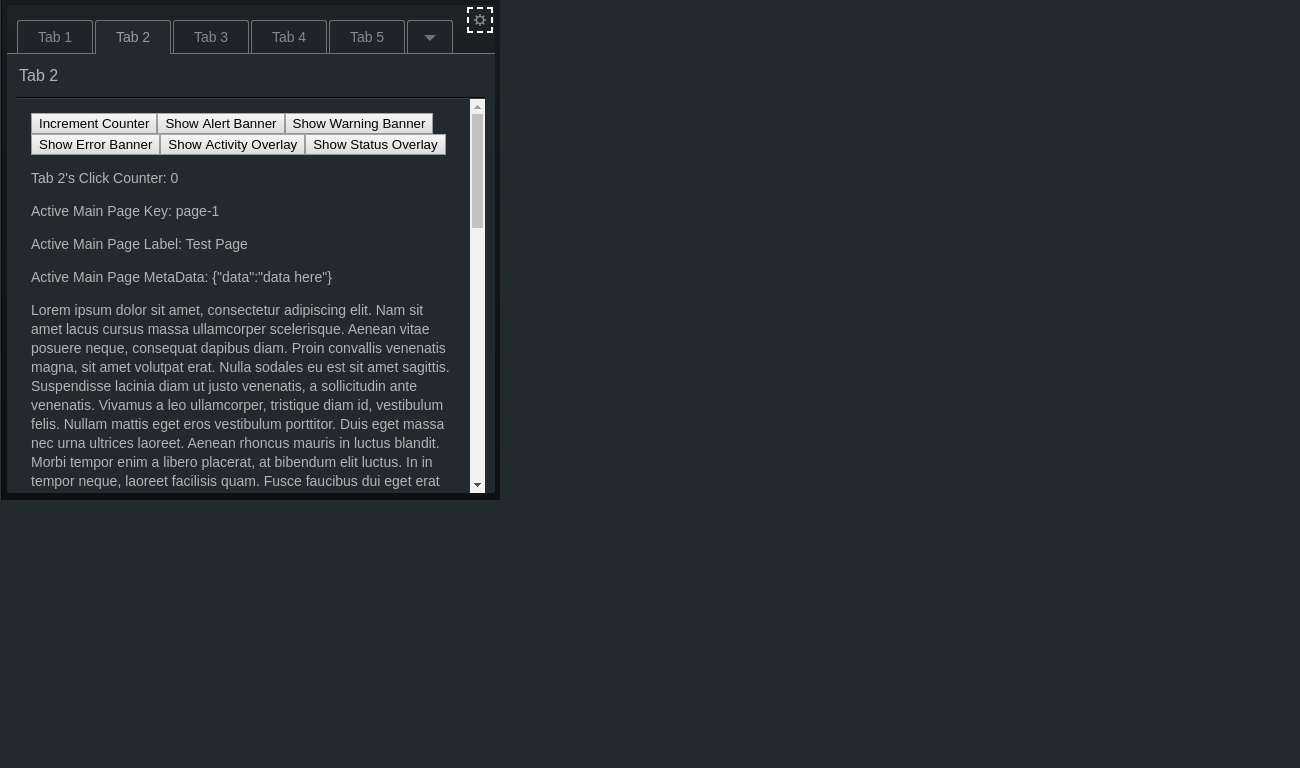 Tab 1 Tab 2 Tab 3 Tab 4 Tab 5
Tab 2
Increment Counter Show Alert Banner Show Warning Banner
Show Error Banner Show Activity Overlay Show Status Overlay
Tab 2's Click Counter: 0
Active Main Page Key: page-1
Active Main Page Label: Test Page
Active Main Page MetaData: {"data":"data here"}
Lorem ipsum dolor sit amet, consectetur adipiscing elit. Nam sit
amet lacus cursus massa ullamcorper scelerisque. Aenean vitae
posuere neque, consequat dapibus diam. Proin convallis venenatis
magna, sit amet volutpat erat. Nulla sodales eu est sit amet sagittis.
Suspendisse lacinia diam ut justo venenatis, a sollicitudin ante
venenatis. Vivamus a leo ullamcorper, tristique diam id, vestibulum
felis. Nullam mattis eget eros vestibulum porttitor. Duis eget massa
nec urna ultrices laoreet. Aenean rhoncus mauris in luctus blandit.
Morbi tempor enim a libero placerat, at bibendum elit luctus. In in
tempor neque, laoreet facilisis quam. Fusce faucibus dui eget erat